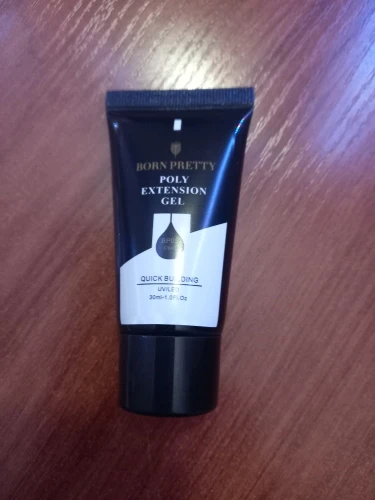 BORN PRETTY
POLY
EXTENSION
GEL
QUICK BUILDING
UV/LED
30ml-1.0Fl.Oz